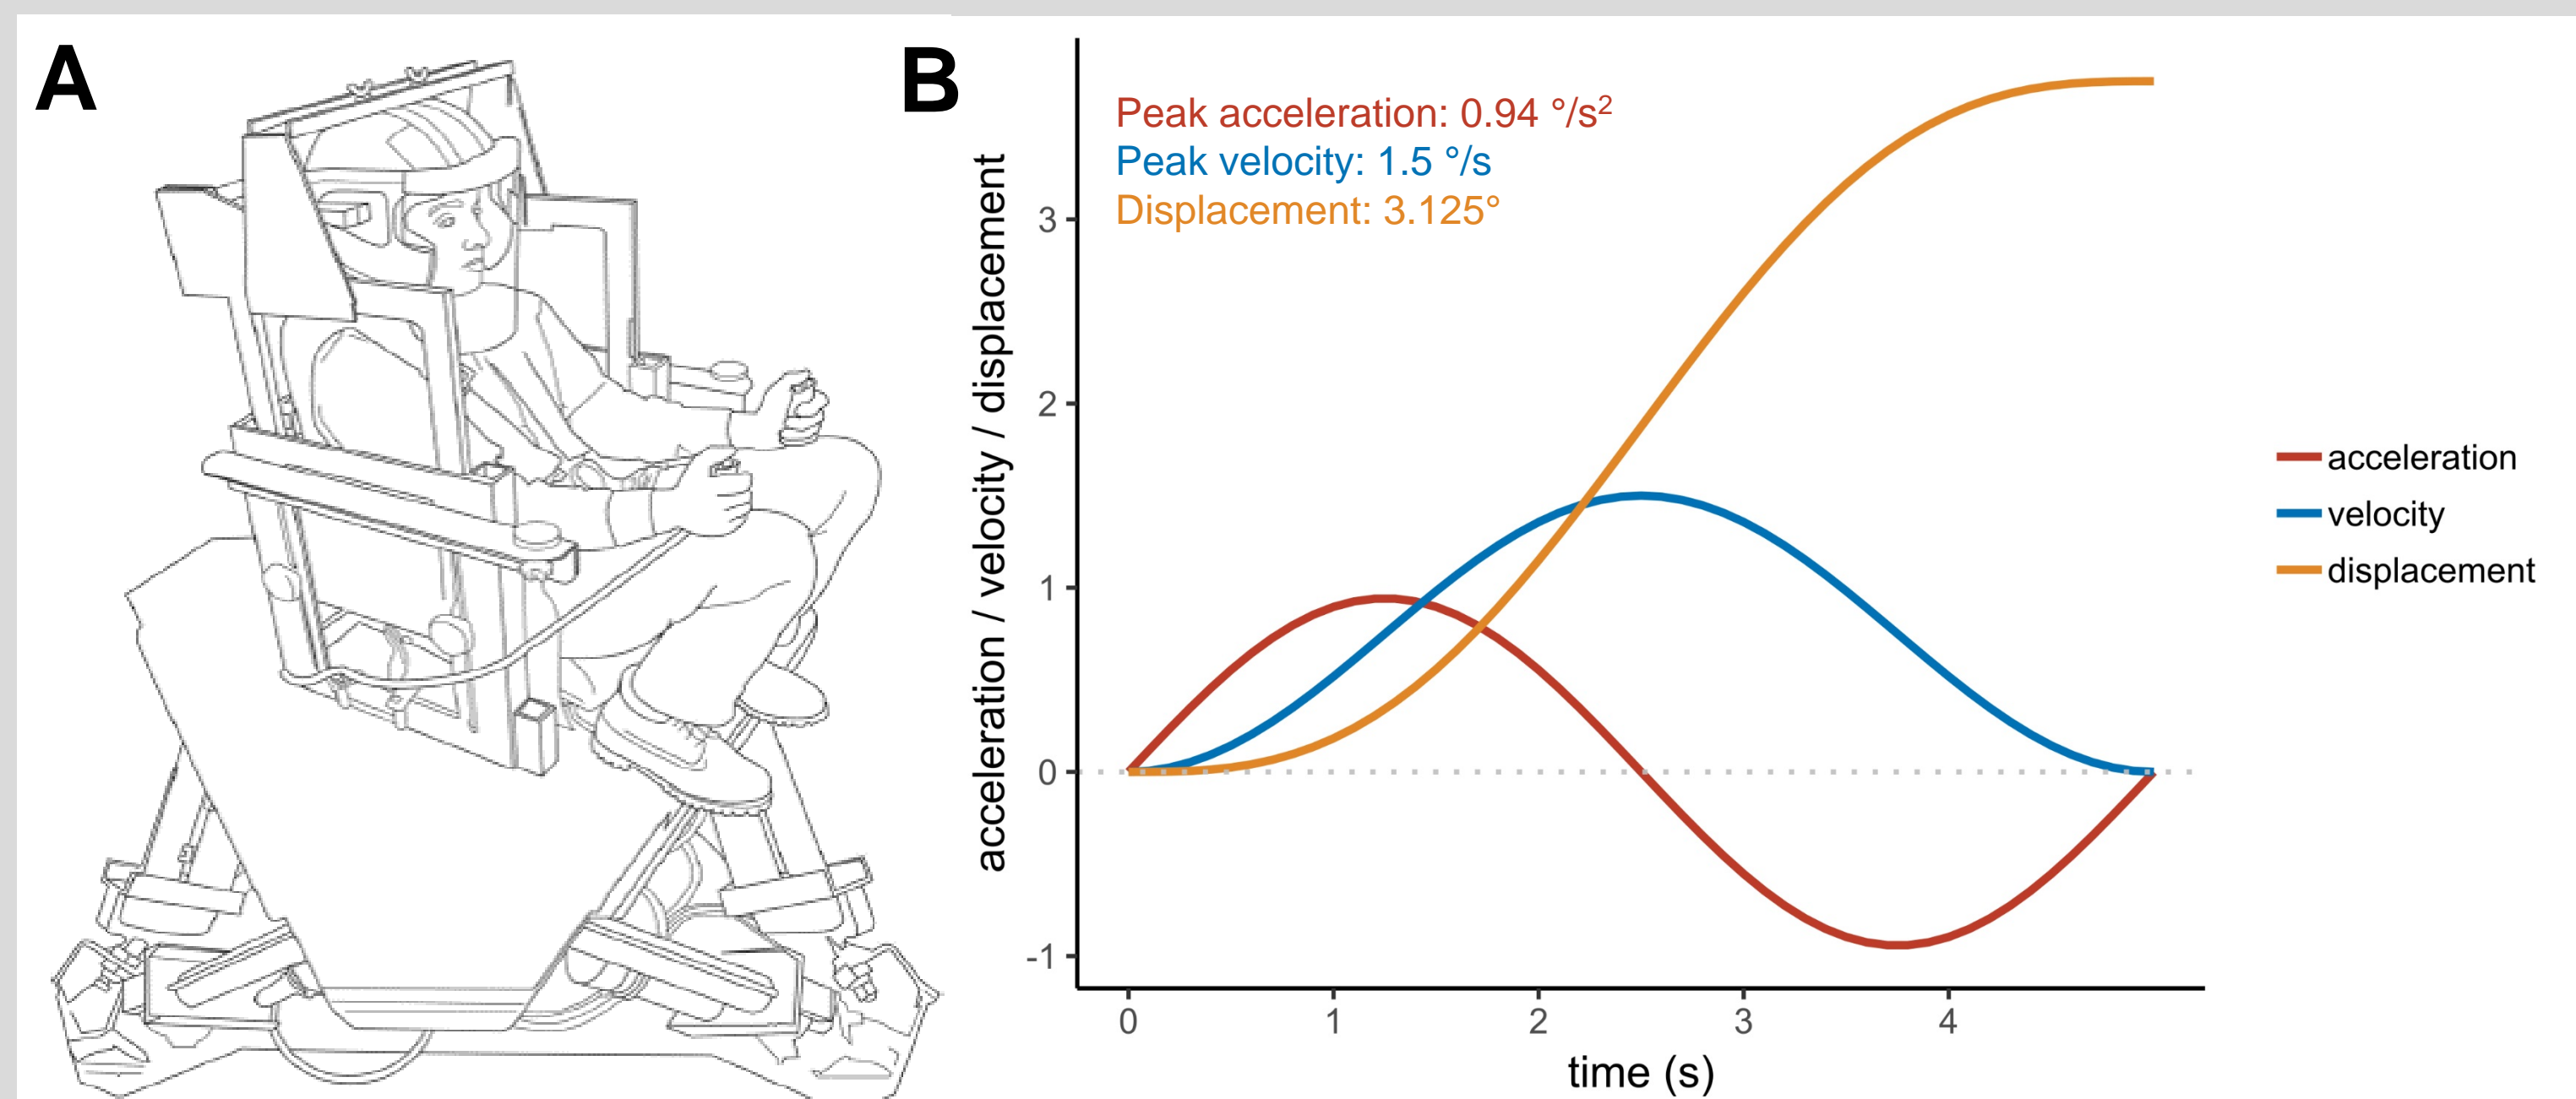 A
B
Peak acceleration: 0.94 °/s²
Peak velocity: 1.5 °/s
Displacement: 3.125°
acceleration / velocity / displacement
3
2
1
0
-1
0 1 2 3 4
time (s)
acceleration
velocity
displacement